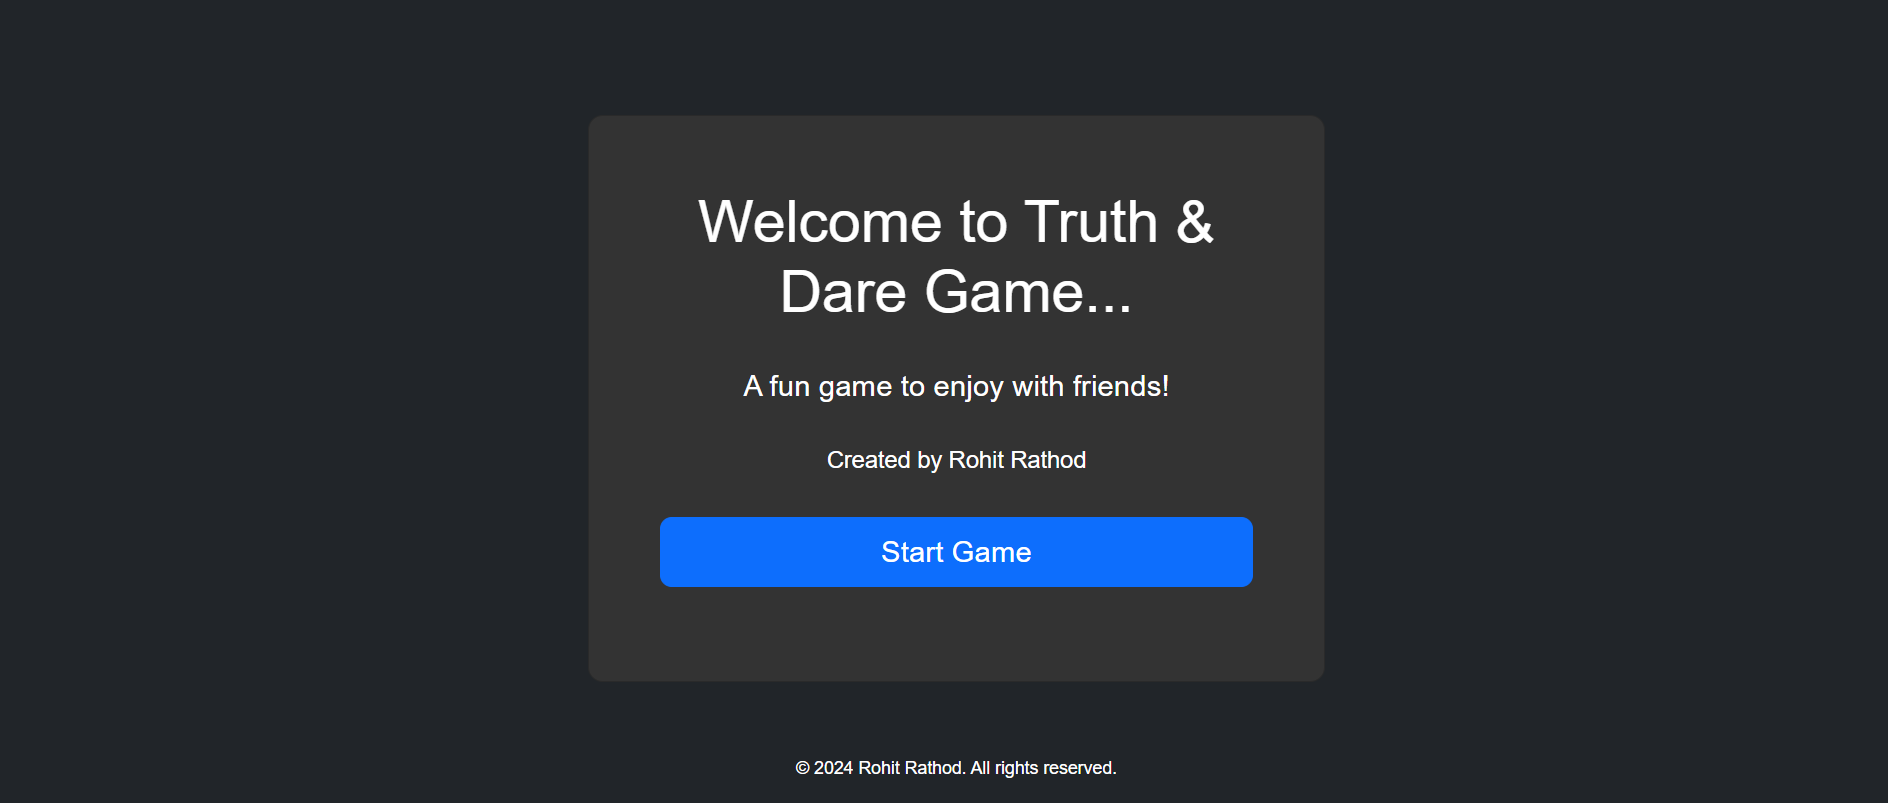 Welcome to Truth &
Dare Game...
A fun game to enjoy with friends!
Created by Rohit Rathod
Start Game
© 2024 Rohit Rathod. All rights reserved.